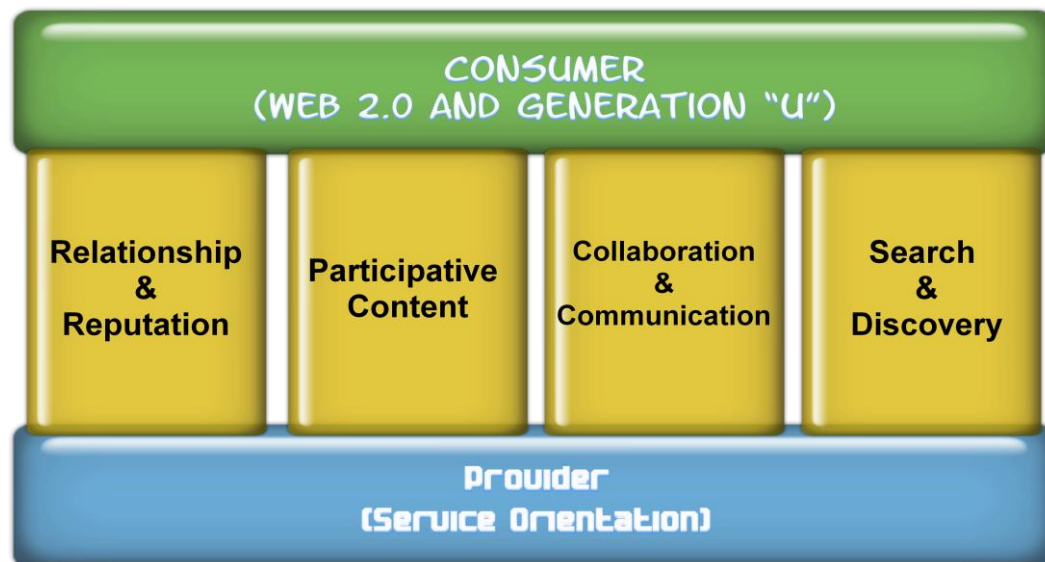 CONSUMER
(WEB 2.0 AND GENERATION “U”)
Relationship
&
Reputation
Participative
Content
Collaboration
&
Communication
Search
&
Discovery
Provider
(Service Orientation)